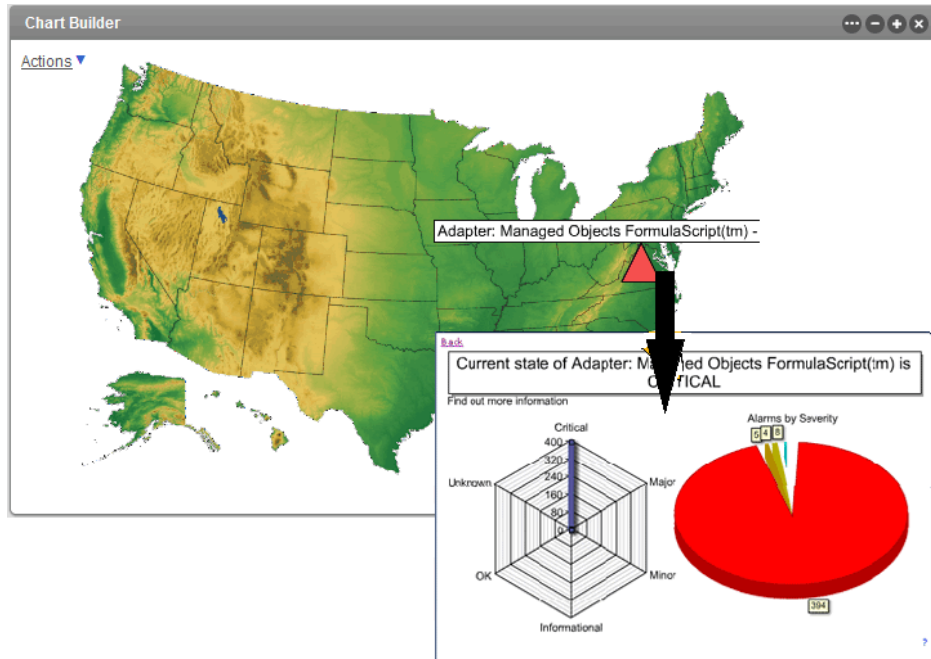 Chart Builder
Actions
Adapter: Managed Objects FormulaScript(tm) -
Back
Current state of Adapter: Managed Objects FormulaScript(tm) is
CRITICAL
Find out more information
Critical
400
320
240
160
80
0
Unknown
Major
OK
Minor
Informational
Alarms by Severity
5
4
8
394
?